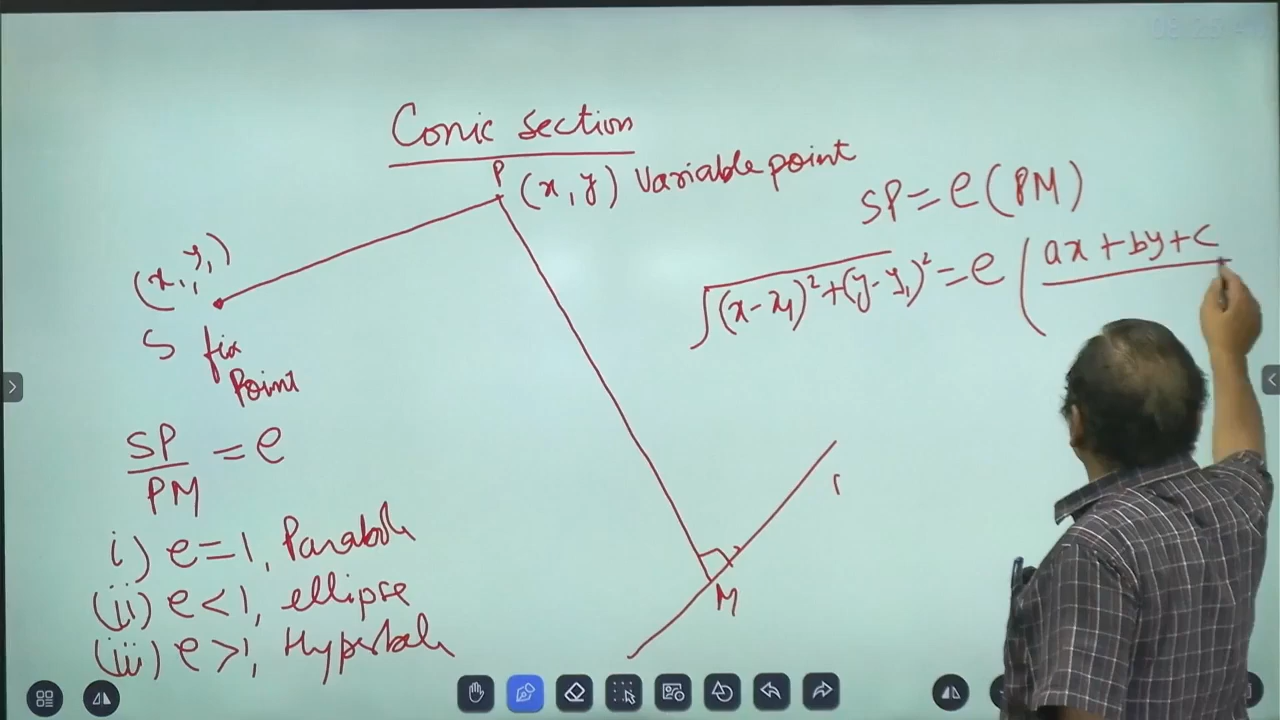 Conic Section
P
(x, y) Variable point
(x₁, y₁)
S fix
Point
SP/PM = e
i) e = 1, Parabola
(ii) e < 1, ellipse
(iii) e > 1, Hyperbola
M
SP = e (PM)
√(x-x₁)²+(y-y₁)² = e (ax + by + c